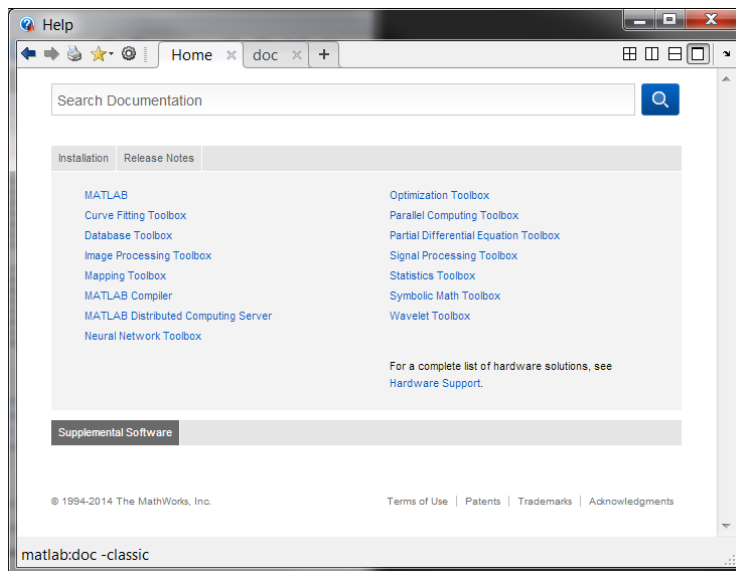 Help
Home doc +
Search Documentation
Installation Release Notes
MATLAB
Curve Fitting Toolbox
Database Toolbox
Image Processing Toolbox
Mapping Toolbox
MATLAB Compiler
MATLAB Distributed Computing Server
Neural Network Toolbox
Optimization Toolbox
Parallel Computing Toolbox
Partial Differential Equation Toolbox
Signal Processing Toolbox
Statistics Toolbox
Symbolic Math Toolbox
Wavelet Toolbox
For a complete list of hardware solutions, see
Hardware Support.
Supplemental Software
© 1994-2014 The MathWorks, Inc.
Terms of Use | Patents | Trademarks | Acknowledgments
matlab:doc -classic